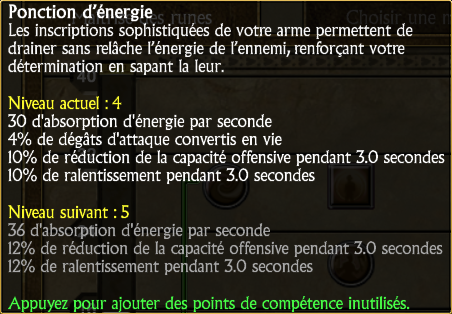 Ponction d'énergie
Les inscriptions sophistiquées de votre arme permettent de
drainer sans relâche l'énergie de l'ennemi, renforçant votre
détermination en sapant la leur.
Niveau actuel : 4
30 d'absorption d'énergie par seconde
4% de dégâts d'attaque convertis en vie
10% de réduction de la capacité offensive pendant 3.0 secondes
10% de ralentissement pendant 3.0 secondes
Niveau suivant : 5
36 d'absorption d'énergie par seconde
12% de réduction de la capacité offensive pendant 3.0 secondes
12% de ralentissement pendant 3.0 secondes
Appuyez pour ajouter des points de compétence inutilisés.